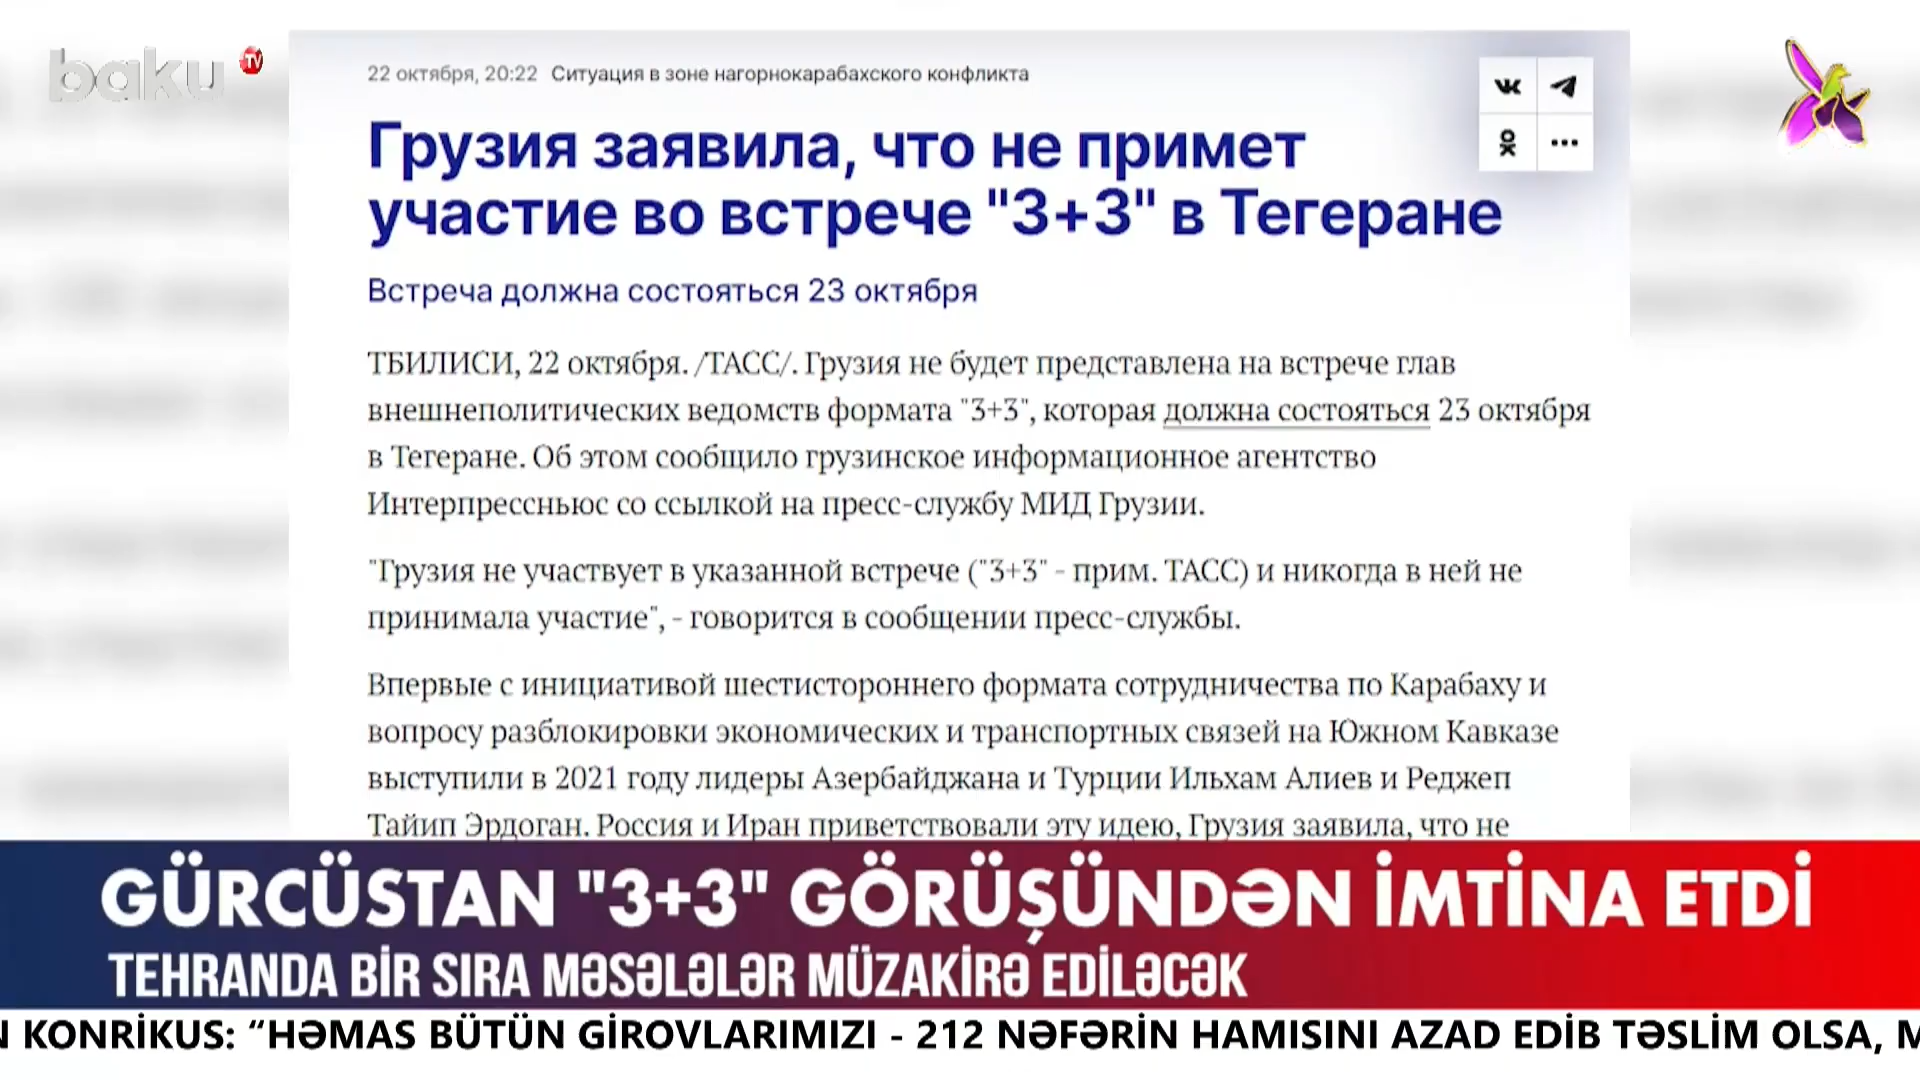 baku TV
22 октября, 20:22 Ситуация в зоне нагорнокарабахского конфликта
Грузия заявила, что не примет
участие во встрече "3+3" в Тегеране
Встреча должна состояться 23 октября
ТБИЛИСИ, 22 октября. /ТАСС/. Грузия не будет представлена на встрече глав
внешнеполитических ведомств формата "3+3", которая должна состояться 23 октября
в Тегеране. Об этом сообщило грузинское информационное агентство
Интерпрессньюс со ссылкой на пресс-службу МИД Грузии.
"Грузия не участвует в указанной встрече ("3+3" - прим. ТАСС) и никогда в ней не
принимала участие", - говорится в сообщении пресс-службы.
Впервые с инициативой шестистороннего формата сотрудничества по Карабаху и
вопросу разблокировки экономических и транспортных связей на Южном Кавказе
выступили в 2021 году лидеры Азербайджана и Турции Ильхам Алиев и Реджеп
Тайип Эрдоган. Россия и Иран приветствовали эту идею, Грузия заявила, что не
GÜRCÜSTAN "3+3" GÖRÜŞÜNDƏN İMTİNA ETDİ
TEHRANDA BİR SIRA MƏSƏLƏLƏR MÜZAKİRƏ EDİLƏCƏK
N KONRİKUS: “HƏMAS BÜTÜN GİROVLARIMIZI - 212 NƏFƏRİN HAMISINI AZAD EDİB TƏSLİM OLSA, M